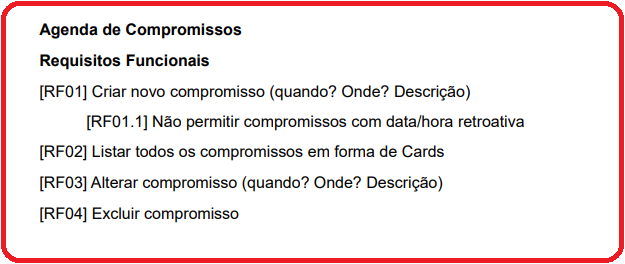 Agenda de Compromissos
Requisitos Funcionais
[RF01] Criar novo compromisso (quando? Onde? Descrição)
[RF01.1] Não permitir compromissos com data/hora retroativa
[RF02] Listar todos os compromissos em forma de Cards
[RF03] Alterar compromisso (quando? Onde? Descrição)
[RF04] Excluir compromisso